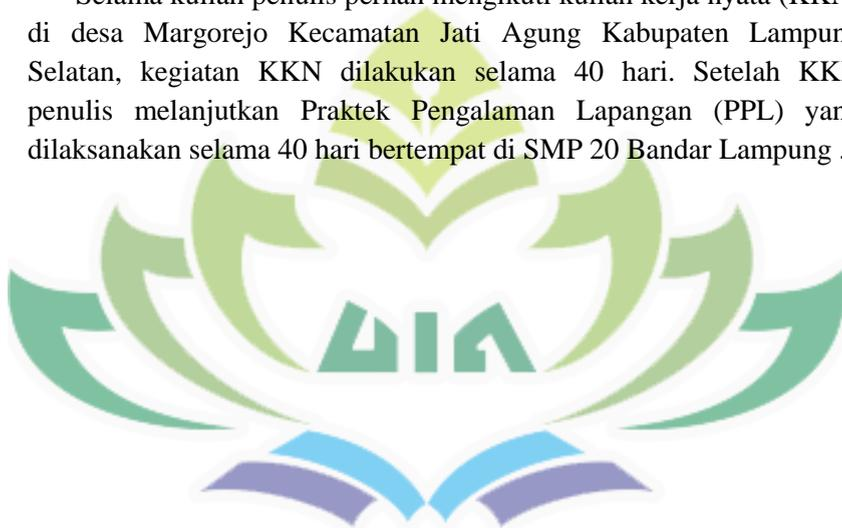 Selama kuliah penulis pernah mengikuti kuliah kerja nyata (KKN
di desa Margorejo Kecamatan Jati Agung Kabupaten Lampun
Selatan, kegiatan KKN dilakukan selama 40 hari. Setelah KK
penulis melanjutkan Praktek Pengalaman Lapangan (PPL) yan
dilaksanakan selama 40 hari bertempat di SMP 20 Bandar Lampung .
UIN